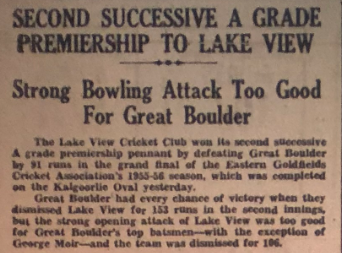 SECOND SUCCESSIVE A GRADE
PREMIERSHIP TO LAKE VIEW
Strong Bowling Attack Too Good
For Great Boulder
The Lake View Cricket Club won its second successive
A grade premiership pennant by defeating Great Boulder
by 91 runs in the grand final of the Eastern Goldfields
Cricket Association's 1955-56 season, which was completed
on the Kalgoorlie Oval yesterday.
Great Boulder had every chance of victory when they
dismissed Lake View for 153 runs in the second innings,
but the strong opening attack of Lake View was too good
for Great Boulder's top batsmen—with the exception of
George Moir—and the team was dismissed for 106.